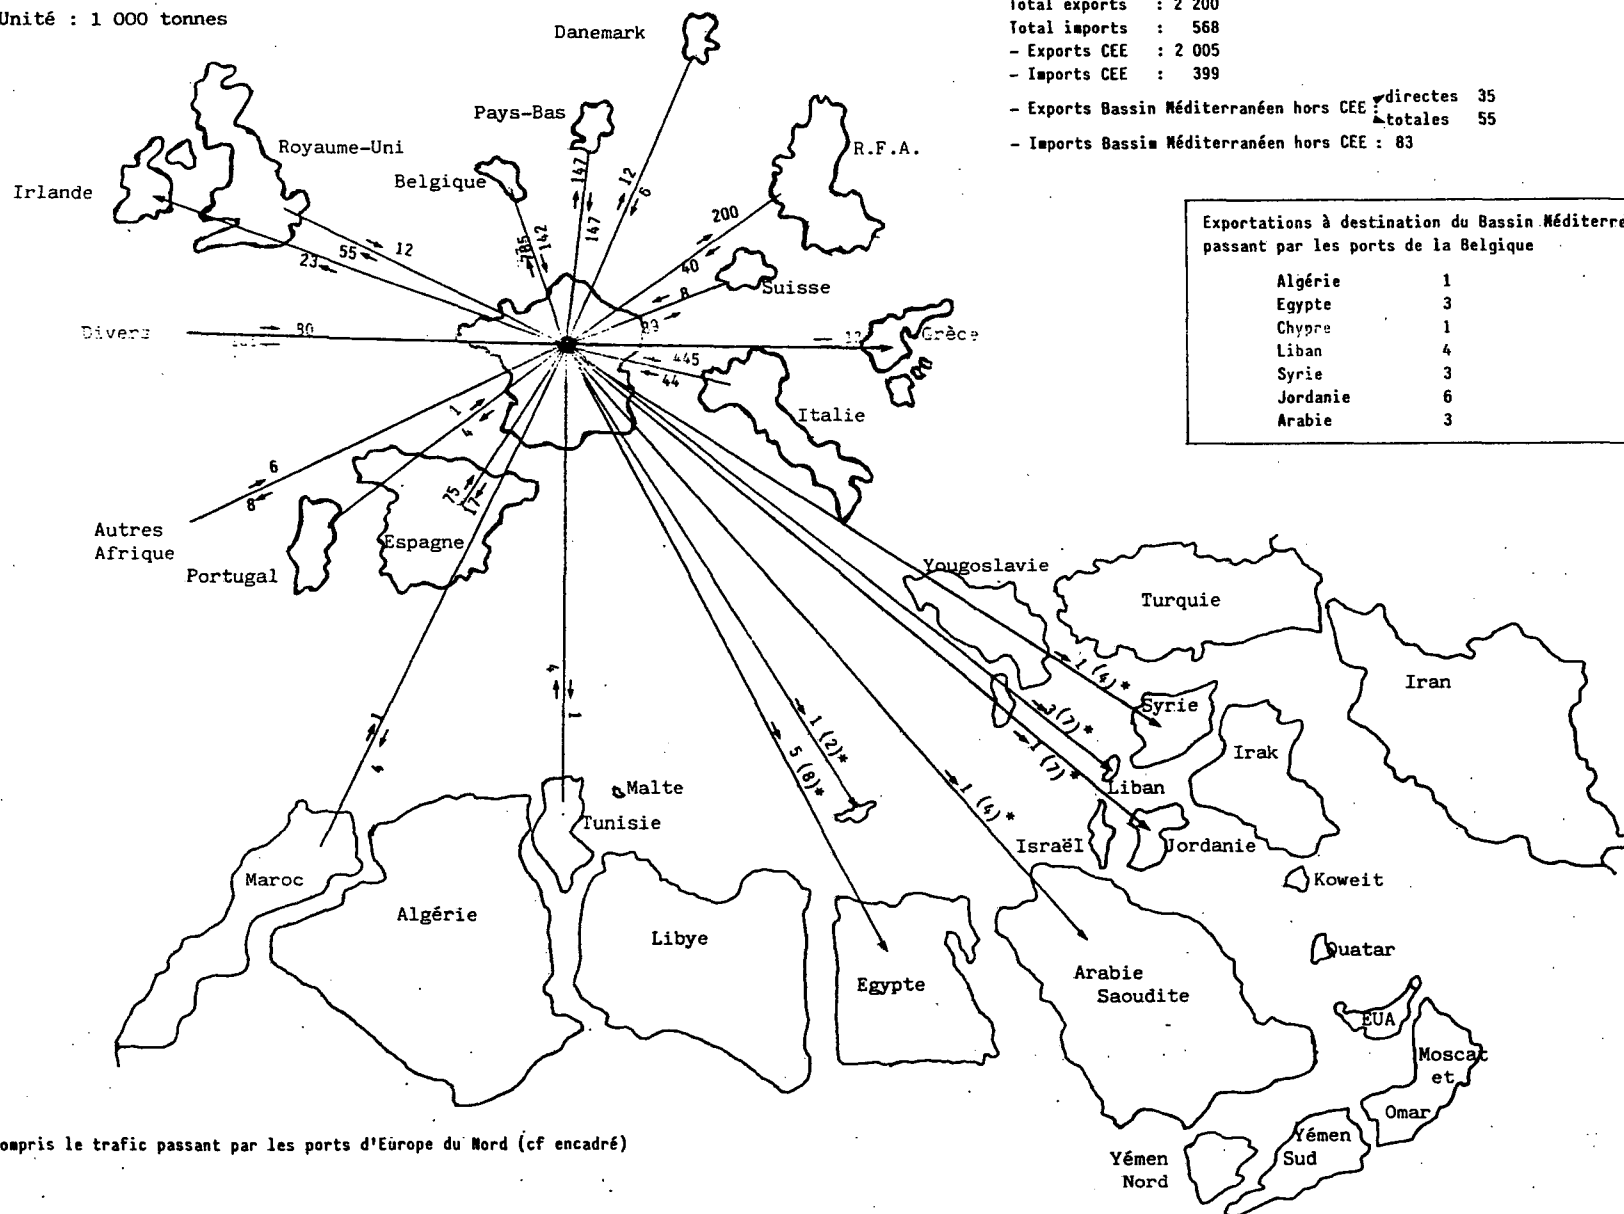 Unité : 1 000 tonnes
Total exports : 2 200
Total imports : 568
- Exports CEE : 2 005
- Imports CEE : 399
- Exports Bassin Méditerranéen hors CEE :
directes 35
totales 55
- Imports Bassin Méditerranéen hors CEE : 83
Danemark
Pays-Bas
Royaume-Uni
R.F.A.
Belgique
Irlande
147
12
6
200
147
142
55
12
23
40
8
Suisse
Exportations à destination du Bassin Méditerre
passant par les ports de la Belgique
Algérie 1
Egypte 3
Chypre 1
Liban 4
Syrie 3
Jordanie 6
Arabie 3
Divers
80
Grèce
445
44
Italie
1
4
6
8
75
17
Autres
Afrique
Portugal
Espagne
Yougoslavie
Turquie
Iran
4
1
1
4
1 (4)*
3 (7)*
1 (7)*
1 (2)*
5 (8)*
1 (4)*
Syrie
Irak
Liban
Malte
Tunisie
Israël
Jordanie
Maroc
Koweit
Algérie
Libye
Egypte
Arabie
Saoudite
Quatar
EUA
Moscat
et
Omar
Yémen
Sud
Yémen
Nord
ompris le trafic passant par les ports d'Europe du Nord (cf encadré)